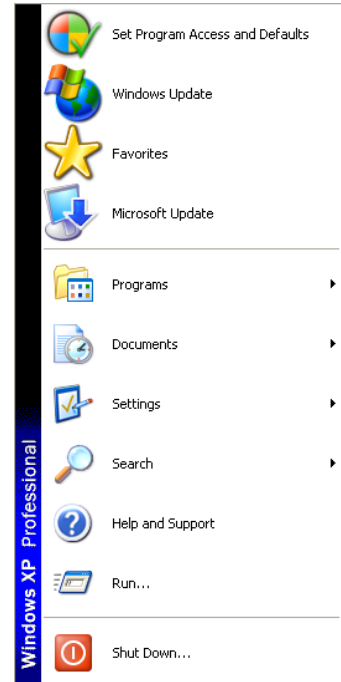 Set Program Access and Defaults
Windows Update
Favorites
Microsoft Update
Programs
Documents
Settings
Search
Help and Support
Run...
Shut Down...
Windows XP Professional